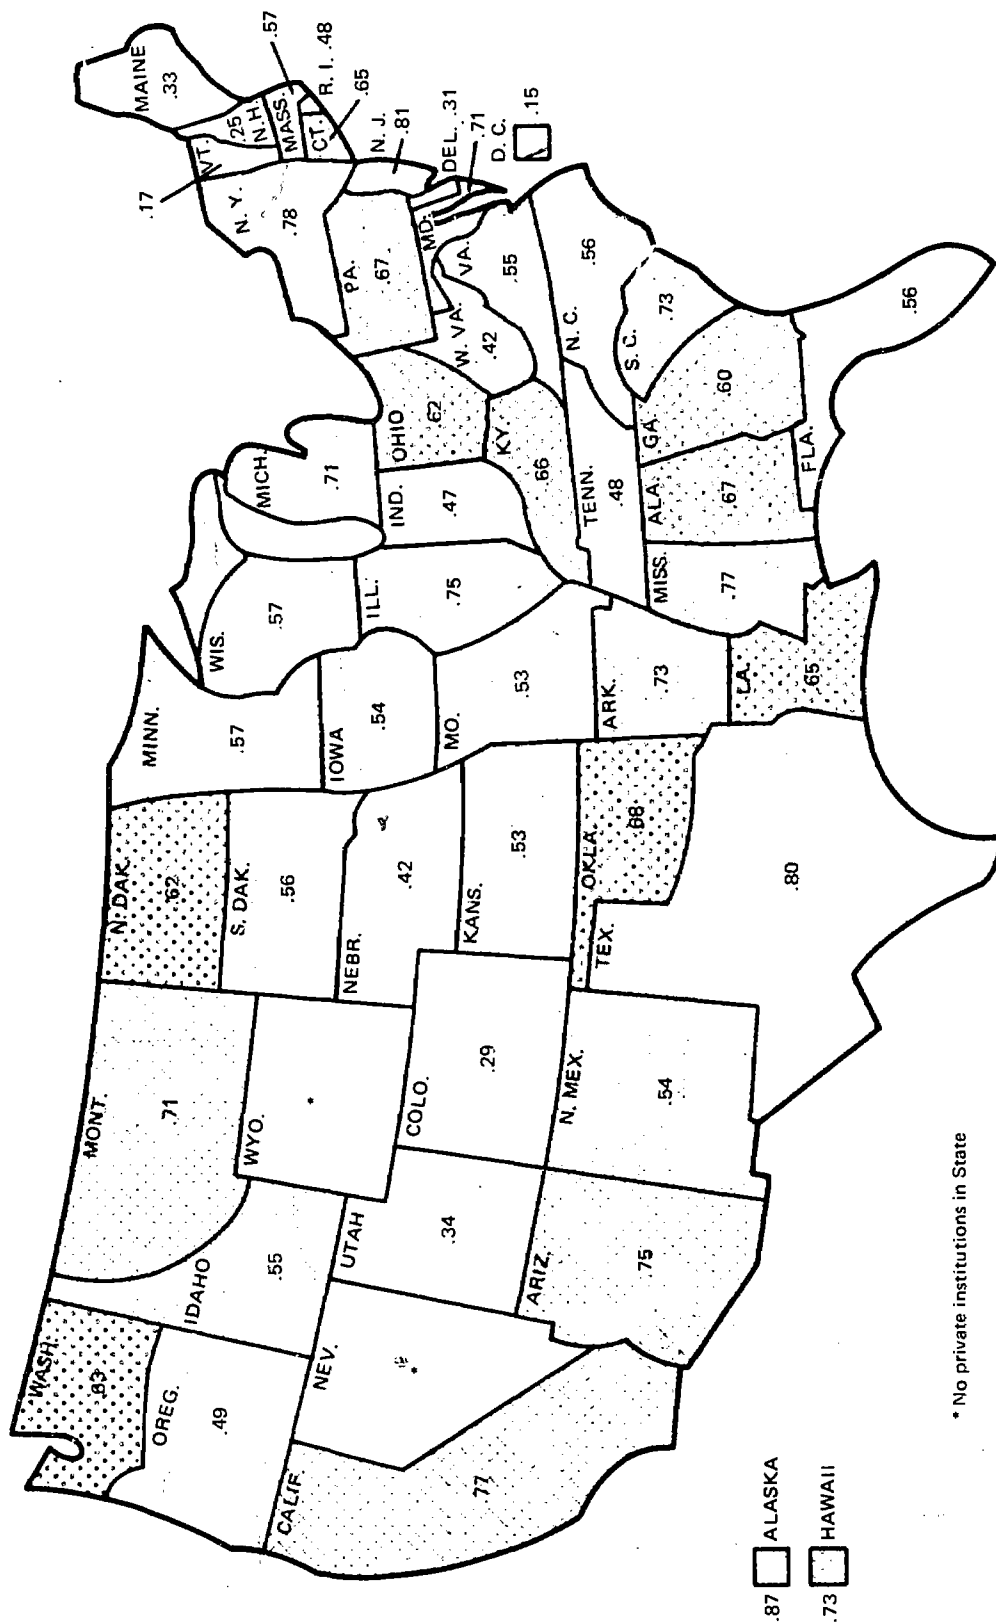 WASH.
.63
OREG.
.49
CALIF.
.77
NEV.
*
IDAHO
.55
MONT.
.71
WYO.
*
UTAH
.34
ARIZ.
.75
COLO.
.29
N. MEX.
.54
N. DAK.
.62
S. DAK.
.56
NEBR.
.42
KANS.
.53
OKLA.
.68
TEX.
.80
MINN.
.57
IOWA
.54
MO.
.53
ARK.
.73
LA.
.65
WIS.
.57
ILL.
.75
MICH.
.71
IND.
.47
OHIO
.62
KY.
.66
TENN.
.48
MISS.
.77
ALA.
.67
GA.
.60
FLA.
.56
S. C.
.73
N. C.
.56
VA.
.55
W. VA.
.42
PA.
.67
N. Y.
.78
VT.
.17
N. H.
.25
MAINE
.33
MASS.
.57
R. I. .48
CT.
.65
N. J.
.81
DEL. .31
MD.
.71
D. C.
.15
.87 ALASKA
.73 HAWAII
* No private institutions in State